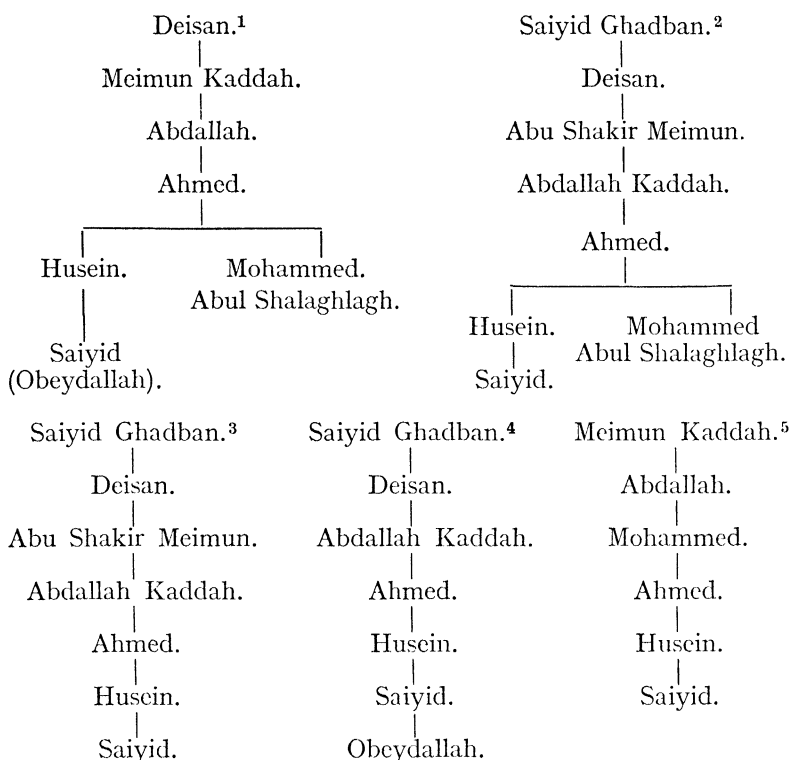 Deisan.¹
Meimun Kaddah.
Abdallah.
Ahmed.
Husein.
Mohammed.
Abul Shalaghlagh.
Saiyid
(Obeydallah).
Saiyid Ghadban.²
Deisan.
Abu Shakir Meimun.
Abdallah Kaddah.
Ahmed.
Husein.
Mohammed
Abul Shalaghlagh.
Saiyid.
Saiyid Ghadban.³
Deisan.
Abu Shakir Meimun.
Abdallah Kaddah.
Ahmed.
Husein.
Saiyid.
Saiyid Ghadban.⁴
Deisan.
Abdallah Kaddah.
Ahmed.
Husein.
Saiyid.
Obeydallah.
Meimun Kaddah.⁵
Abdallah.
Mohammed.
Ahmed.
Husein.
Saiyid.